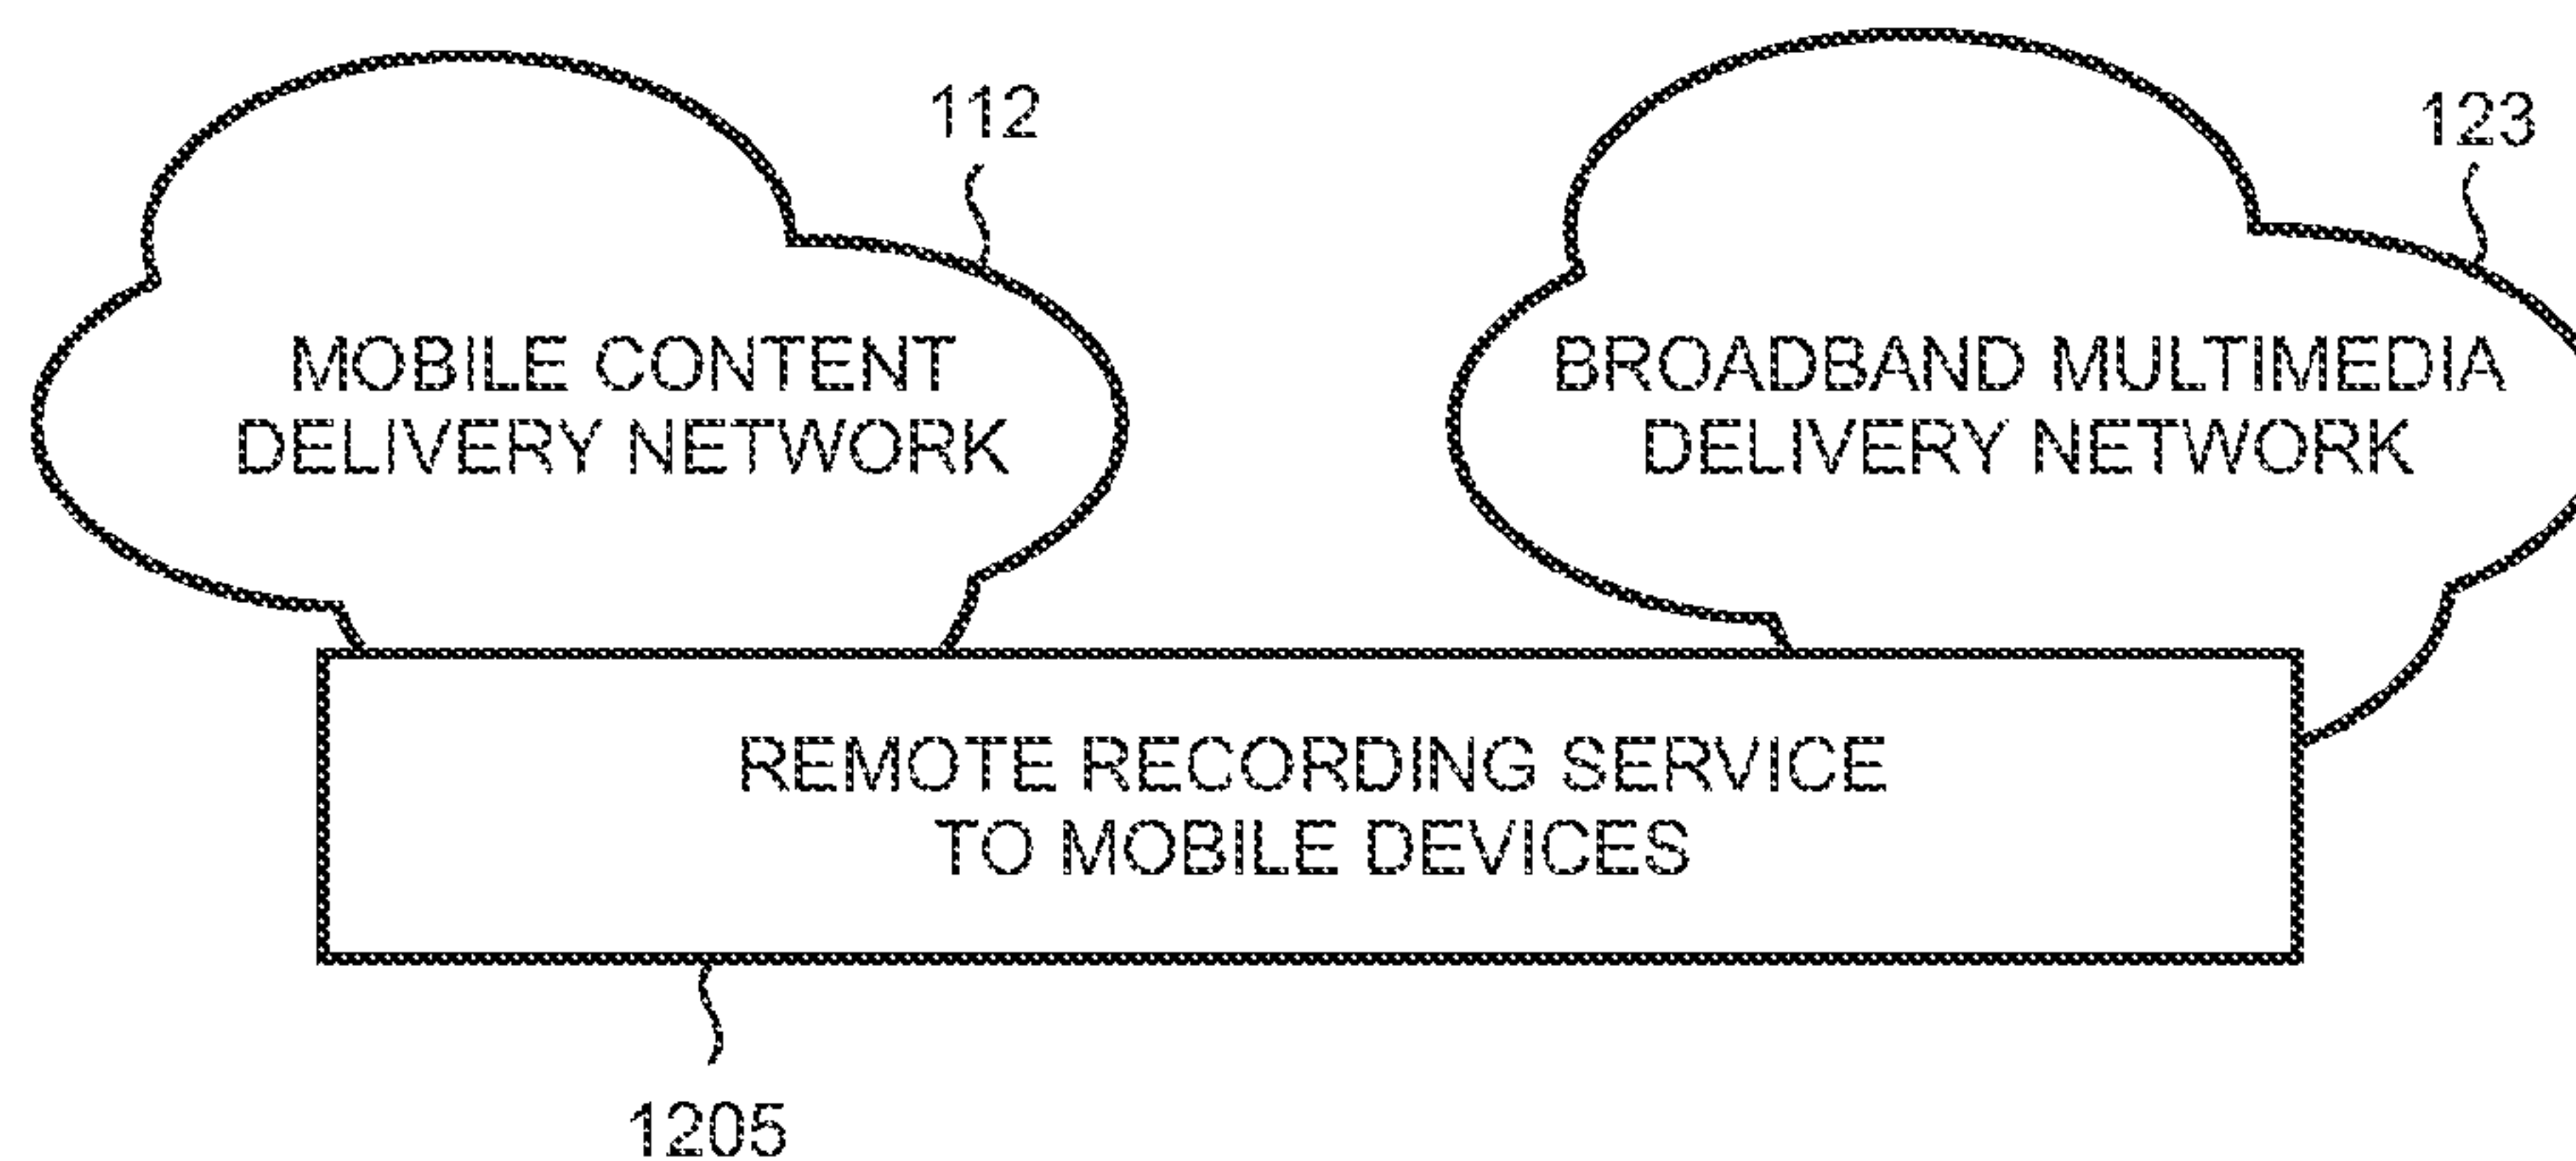 112
123
MOBILE CONTENT
DELIVERY NETWORK
BROADBAND MULTIMEDIA
DELIVERY NETWORK
REMOTE RECORDING SERVICE
TO MOBILE DEVICES
1205